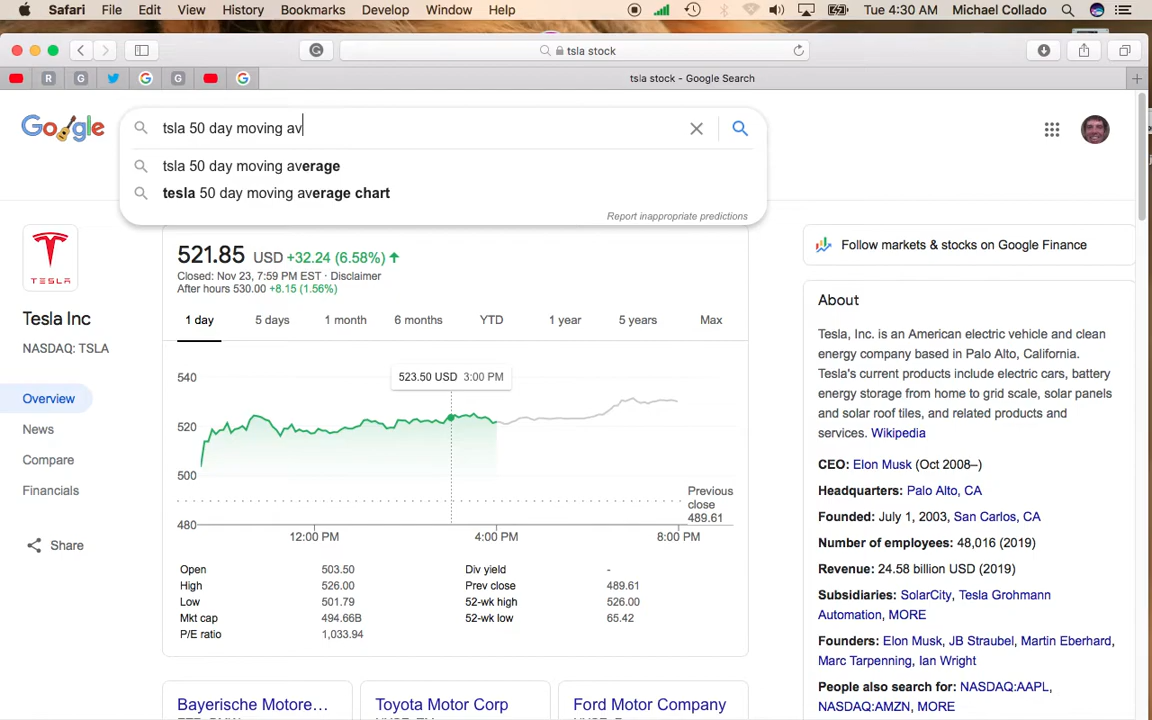 Safari File Edit View History Bookmarks Develop Window Help Tue 4:30 AM Michael Collado
tsla stock
tsla stock - Google Search
Google
tsla 50 day moving av
tsla 50 day moving average
tesla 50 day moving average chart
Report inappropriate predictions
TESLA
Tesla Inc
NASDAQ: TSLA
Overview
News
Compare
Financials
Share
521.85 USD +32.24 (6.58%)
Closed: Nov 23, 7:59 PM EST · Disclaimer
After hours 530.00 +8.15 (1.56%)
1 day 5 days 1 month 6 months YTD 1 year 5 years Max
523.50 USD 3:00 PM
540
520
500
480
Previous
close
489.61
12:00 PM 4:00 PM 8:00 PM
Open 503.50 Div yield -
High 526.00 Prev close 489.61
Low 501.79 52-wk high 526.00
Mkt cap 494.66B 52-wk low 65.42
P/E ratio 1,033.94
Bayerische Motore… Toyota Motor Corp Ford Motor Company
Follow markets & stocks on Google Finance
About
Tesla, Inc. is an American electric vehicle and clean
energy company based in Palo Alto, California.
Tesla's current products include electric cars, battery
energy storage from home to grid scale, solar panels
and solar roof tiles, and related products and
services. Wikipedia
CEO: Elon Musk (Oct 2008–)
Headquarters: Palo Alto, CA
Founded: July 1, 2003, San Carlos, CA
Number of employees: 48,016 (2019)
Revenue: 24.58 billion USD (2019)
Subsidiaries: SolarCity, Tesla Grohmann
Automation, MORE
Founders: Elon Musk, JB Straubel, Martin Eberhard,
Marc Tarpenning, Ian Wright
People also search for: NASDAQ:AAPL,
NASDAQ:AMZN, MORE